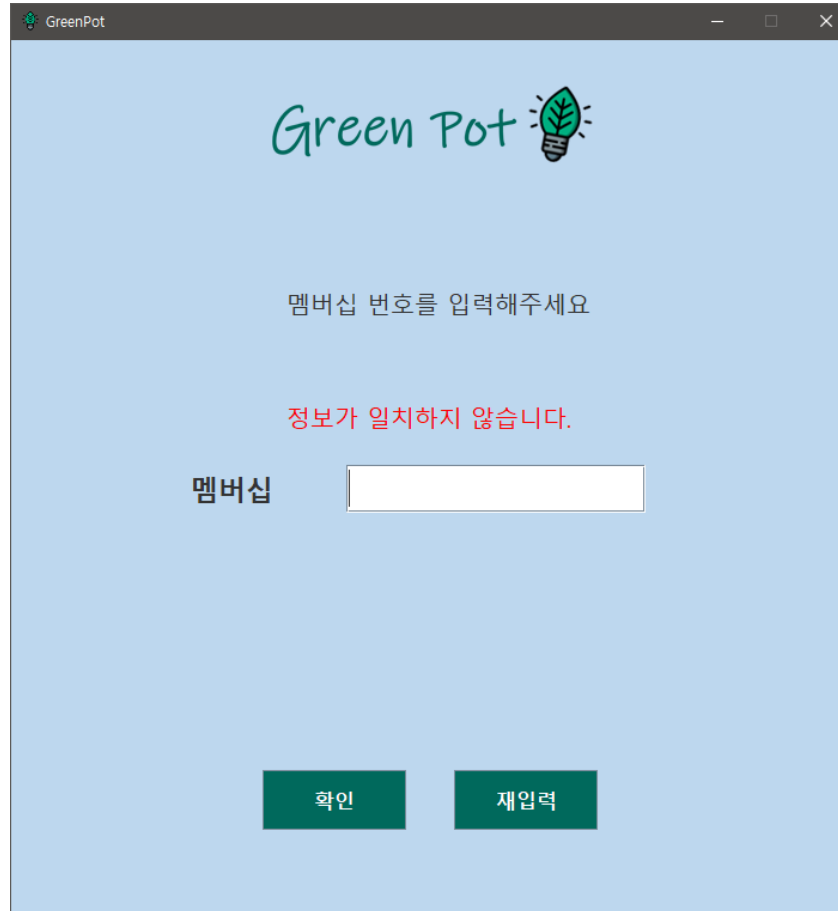 GreenPot
Green Pot
멤버십 번호를 입력해주세요
정보가 일치하지 않습니다.
멤버십
확인
재입력